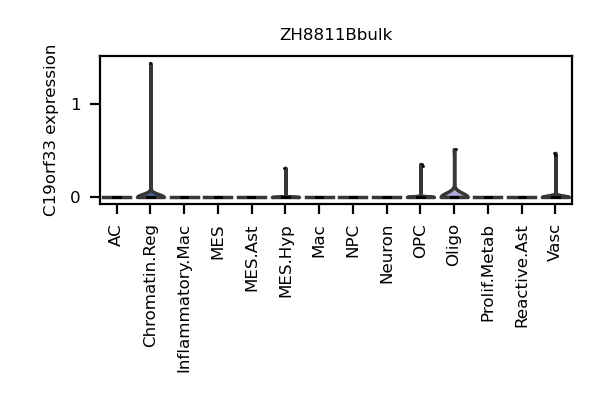 ZH8811Bbulk
C19orf33 expression
1
0
AC
Chromatin.Reg
Inflammatory.Mac
MES
MES.Ast
MES.Hyp
Mac
NPC
Neuron
OPC
Oligo
Prolif.Metab
Reactive.Ast
Vasc